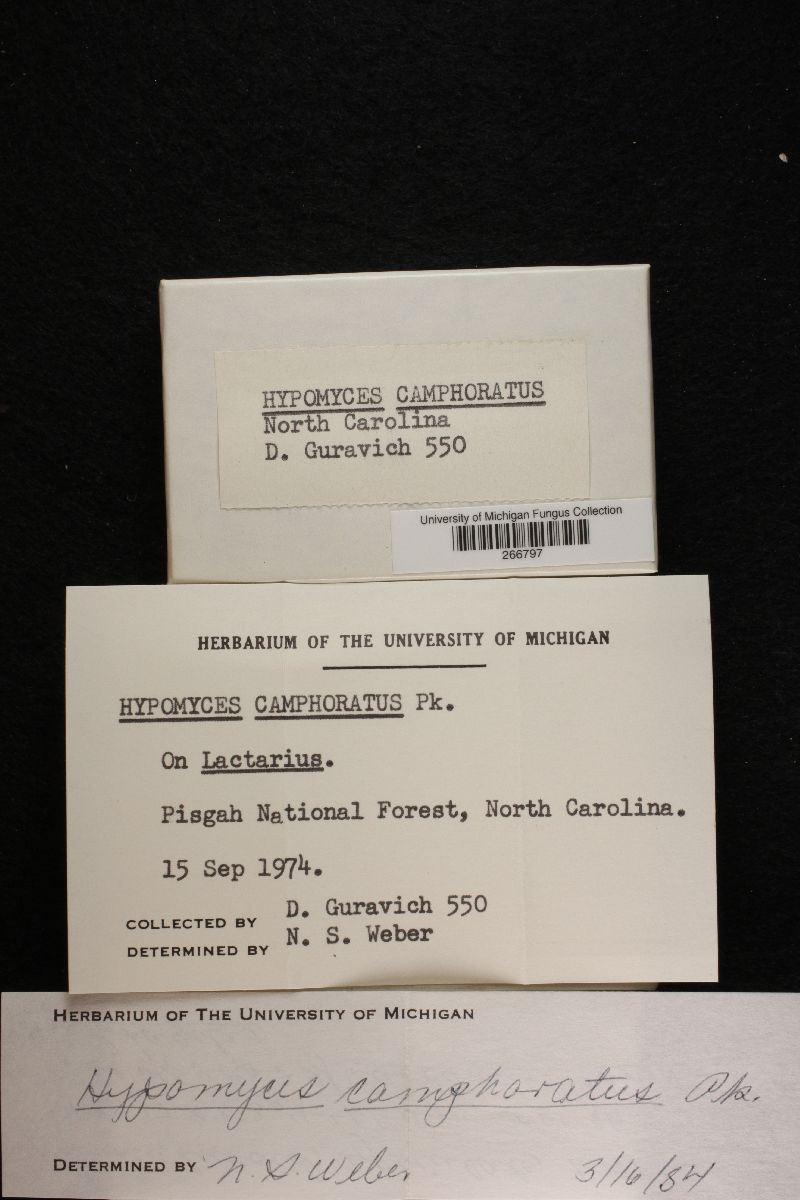 HYPOMYCES CAMPHORATUS
North Carolina
D. Guravich 550
University of Michigan Fungus Collection
266797
HERBARIUM OF THE UNIVERSITY OF MICHIGAN
HYPOMYCES CAMPHORATUS Pk.
On Lactarius.
Pisgah National Forest, North Carolina.
15 Sep 1974.
COLLECTED BY D. Guravich 550
DETERMINED BY N. S. Weber
HERBARIUM OF THE UNIVERSITY OF MICHIGAN
Hypomyces camphoratus Pk.
DETERMINED BY N. S. Weber 3/16/84